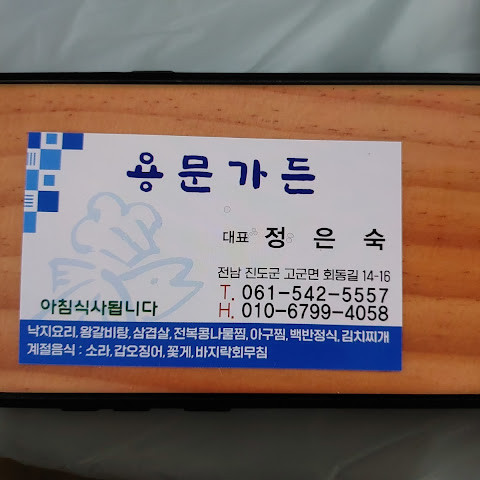 용문가든
대표 정은숙
전남 진도군 고군면 회동길 14-16
T. 061-542-5557
H. 010-6799-4058
아침식사됩니다
낙지요리, 왕갈비탕, 삼겹살, 전복콩나물찜, 아구찜, 백반정식, 김치찌개
계절음식 : 소라, 갑오징어, 꽃게, 바지락회무침